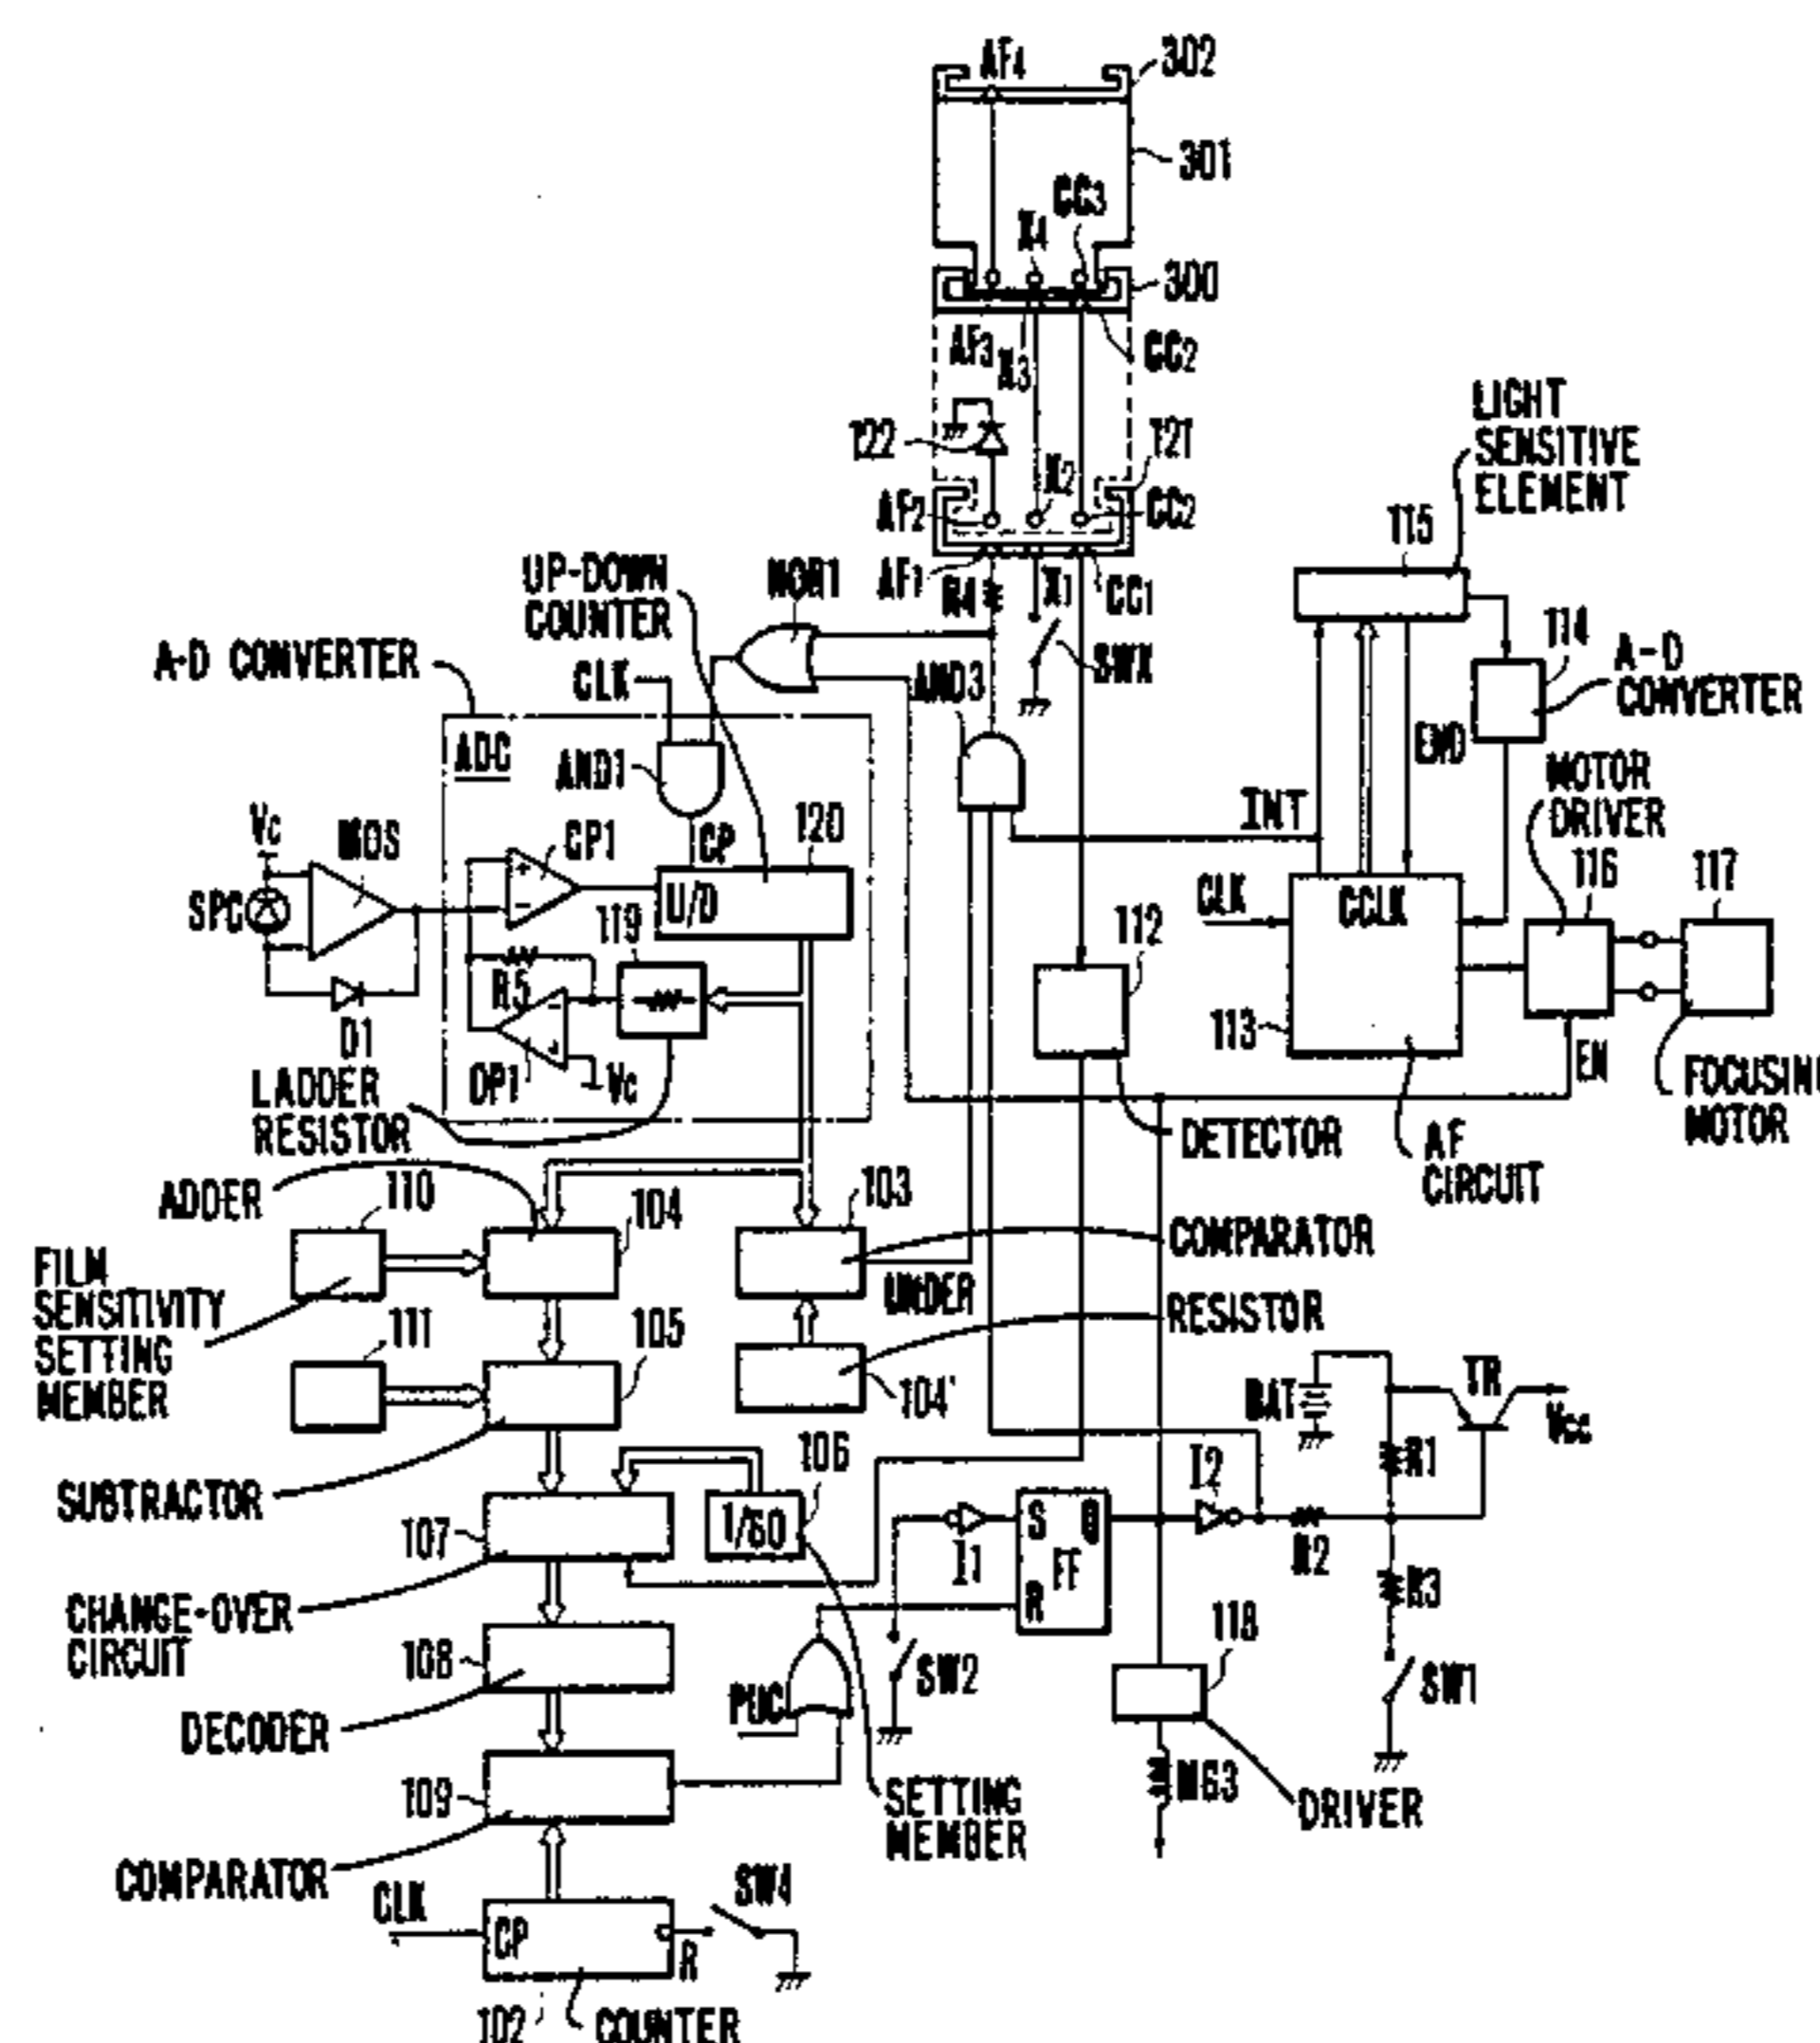 AF4
302
301
CC3
X4
300
AF3
X3
CC2
LIGHT
SENSITIVE
ELEMENT
122
121
X2
AF2
CC2
115
UP-DOWN
COUNTER
NOR1
AF1
R4
X1
CC1
114
A-D CONVERTER
CLK
AND3
SWX
A-D
CONVERTER
ADC
AND1
END
MOTOR
DRIVER
Vc
MOS
CP1
CP
120
INT
116
117
SPC
U/D
CLK
CCLK
119
112
R5
D1
OP1
Vc
113
EN
LADDER
RESISTOR
FOCUSING
MOTOR
DETECTOR
AF
CIRCUIT
ADDER
110
104
103
COMPARATOR
FILM
SENSITIVITY
SETTING
MEMBER
UNDER
RESISTOR
111
105
104'
BAT
TR
Vcc
SUBTRACTOR
106
R1
I2
107
1/60
S
Q
FF
R
I1
R2
R3
CHANGE-OVER
CIRCUIT
108
SW2
118
SW1
PUC
DECODER
109
SETTING
MEMBER
MG3
DRIVER
COMPARATOR
CLK
SW4
CP
R
102
COUNTER